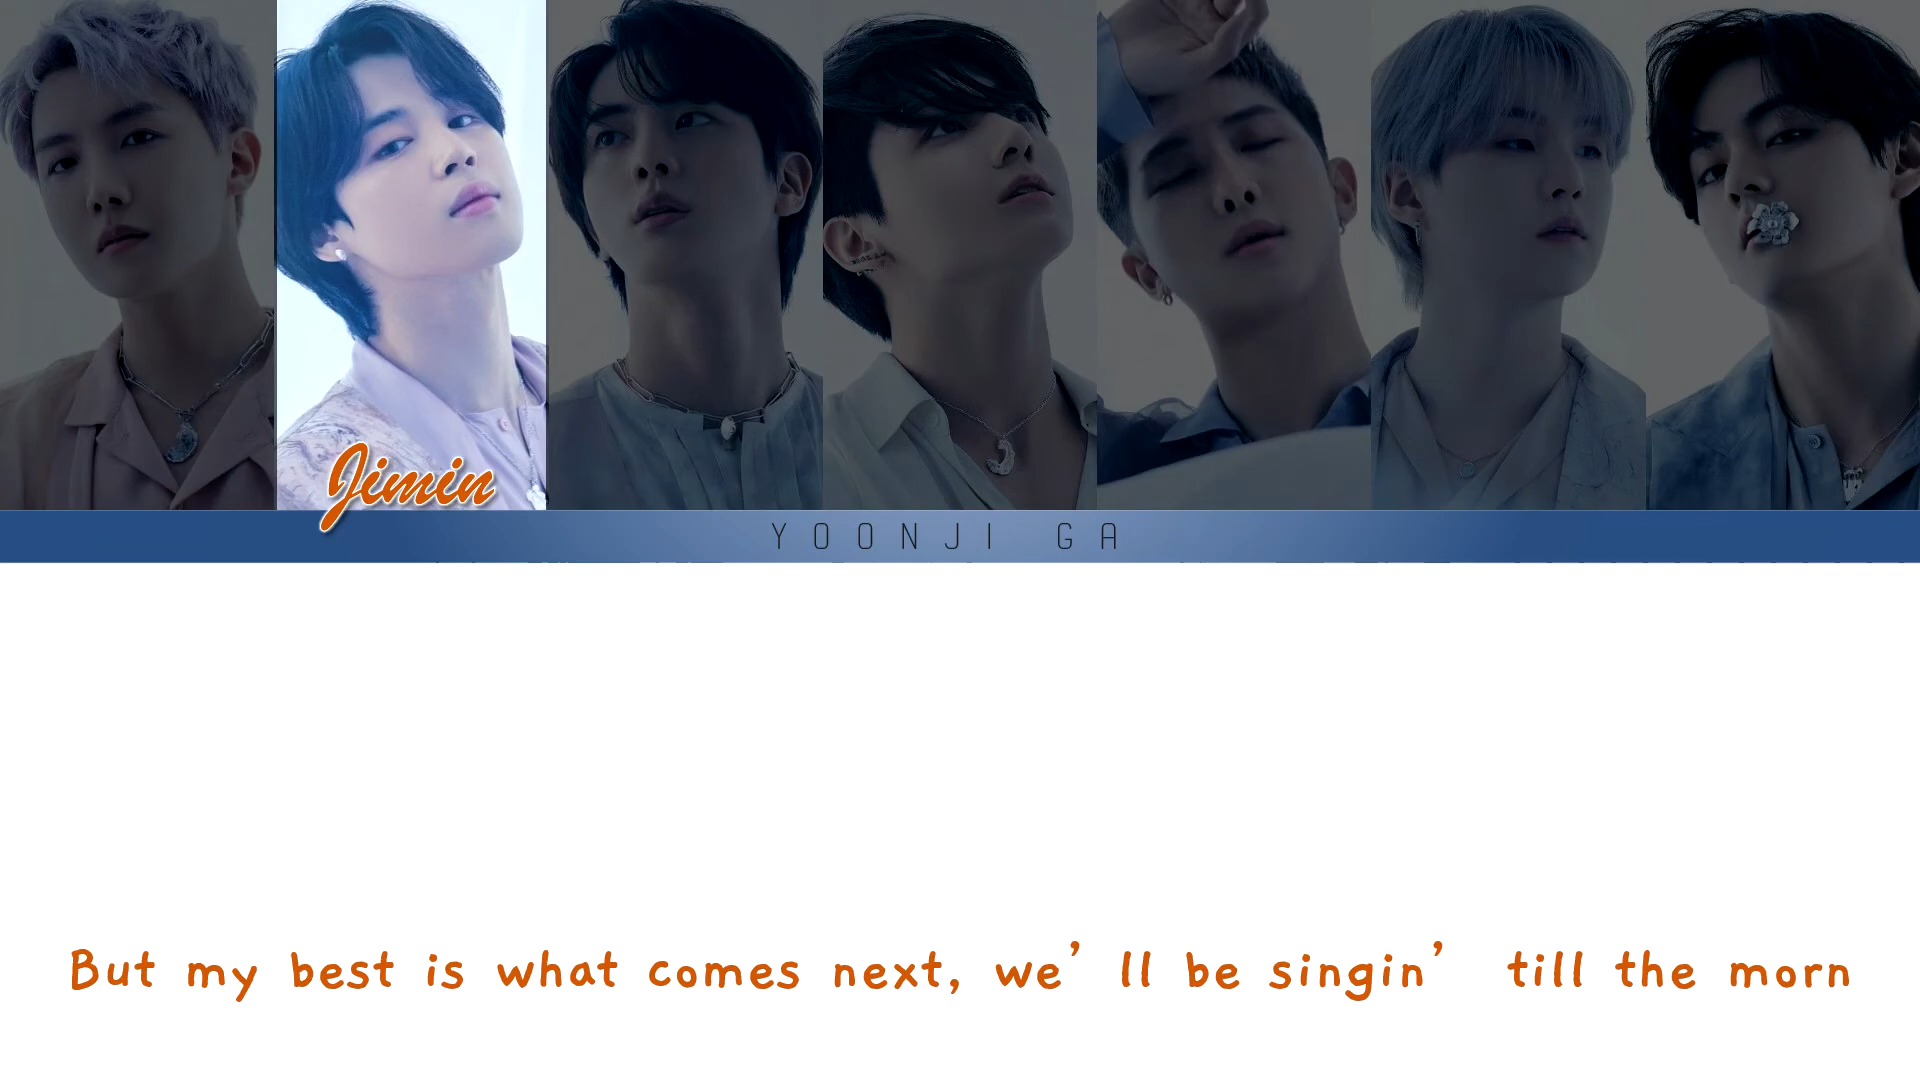 Jimin
YOONJI GA
But my best is what comes next, we’ll be singin’ till the morn